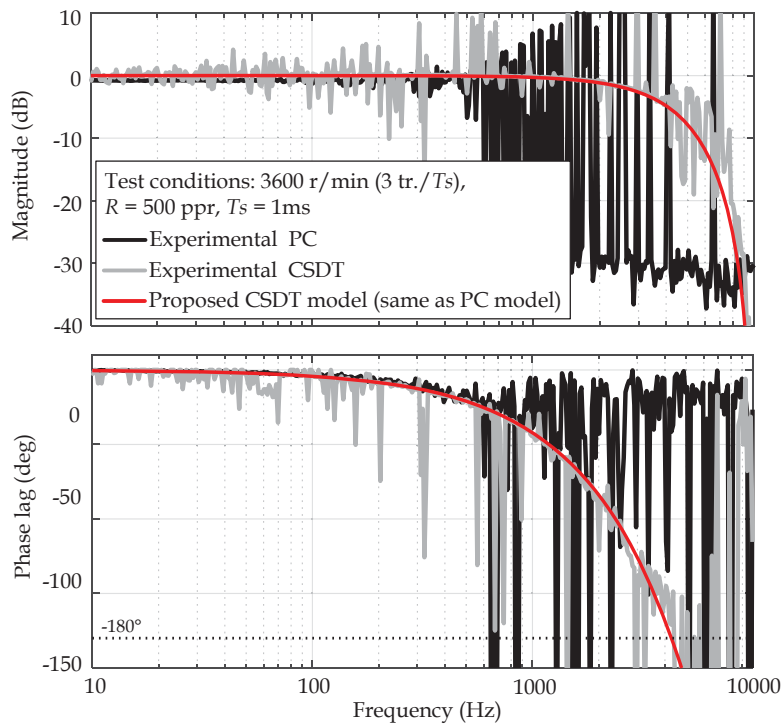 10
0
-10
-20
-30
-40
Magnitude (dB)
Test conditions: 3600 r/min (3 tr./Ts),
R = 500 ppr, Ts = 1ms
Experimental PC
Experimental CSDT
Proposed CSDT model (same as PC model)
0
-50
-100
-150
Phase lag (deg)
-180°
10
100
1000
10000
Frequency (Hz)